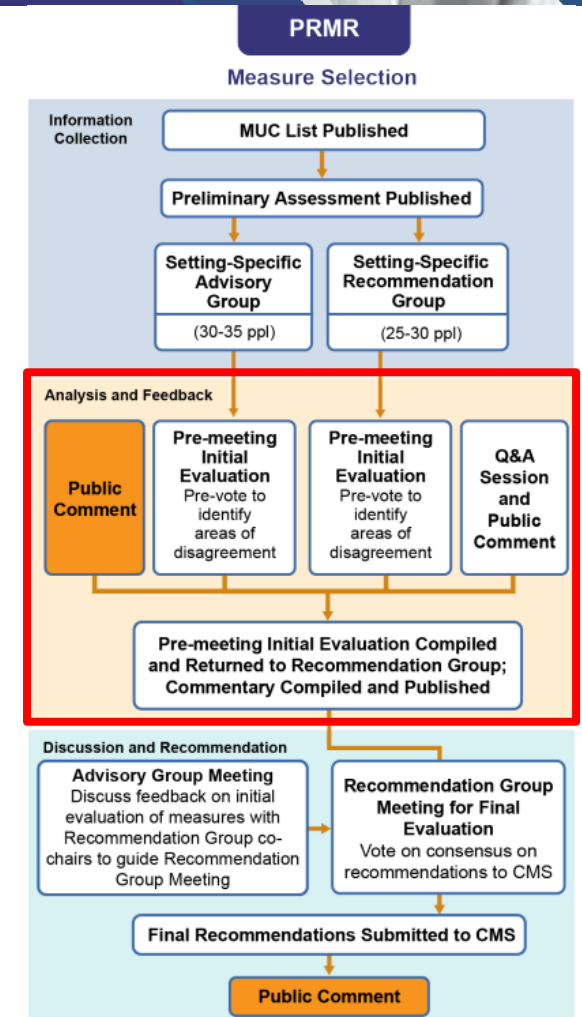 PRMR
Measure Selection
Information
Collection
MUC List Published
Preliminary Assessment Published
Setting-Specific
Advisory
Group
(30-35 ppl)
Setting-Specific
Recommendation
Group
(25-30 ppl)
Analysis and Feedback
Public
Comment
Pre-meeting
Initial
Evaluation
Pre-vote to
identify
areas of
disagreement
Pre-meeting
Initial
Evaluation
Pre-vote to
identify
areas of
disagreement
Q&A
Session
and
Public
Comment
Pre-meeting Initial Evaluation Compiled
and Returned to Recommendation Group;
Commentary Compiled and Published
Discussion and Recommendation
Advisory Group Meeting
Discuss feedback on initial
evaluation of measures with
Recommendation Group co-
chairs to guide Recommendation
Group Meeting
Recommendation Group
Meeting for Final
Evaluation
Vote on consensus on
recommendations to CMS
Final Recommendations Submitted to CMS
Public Comment